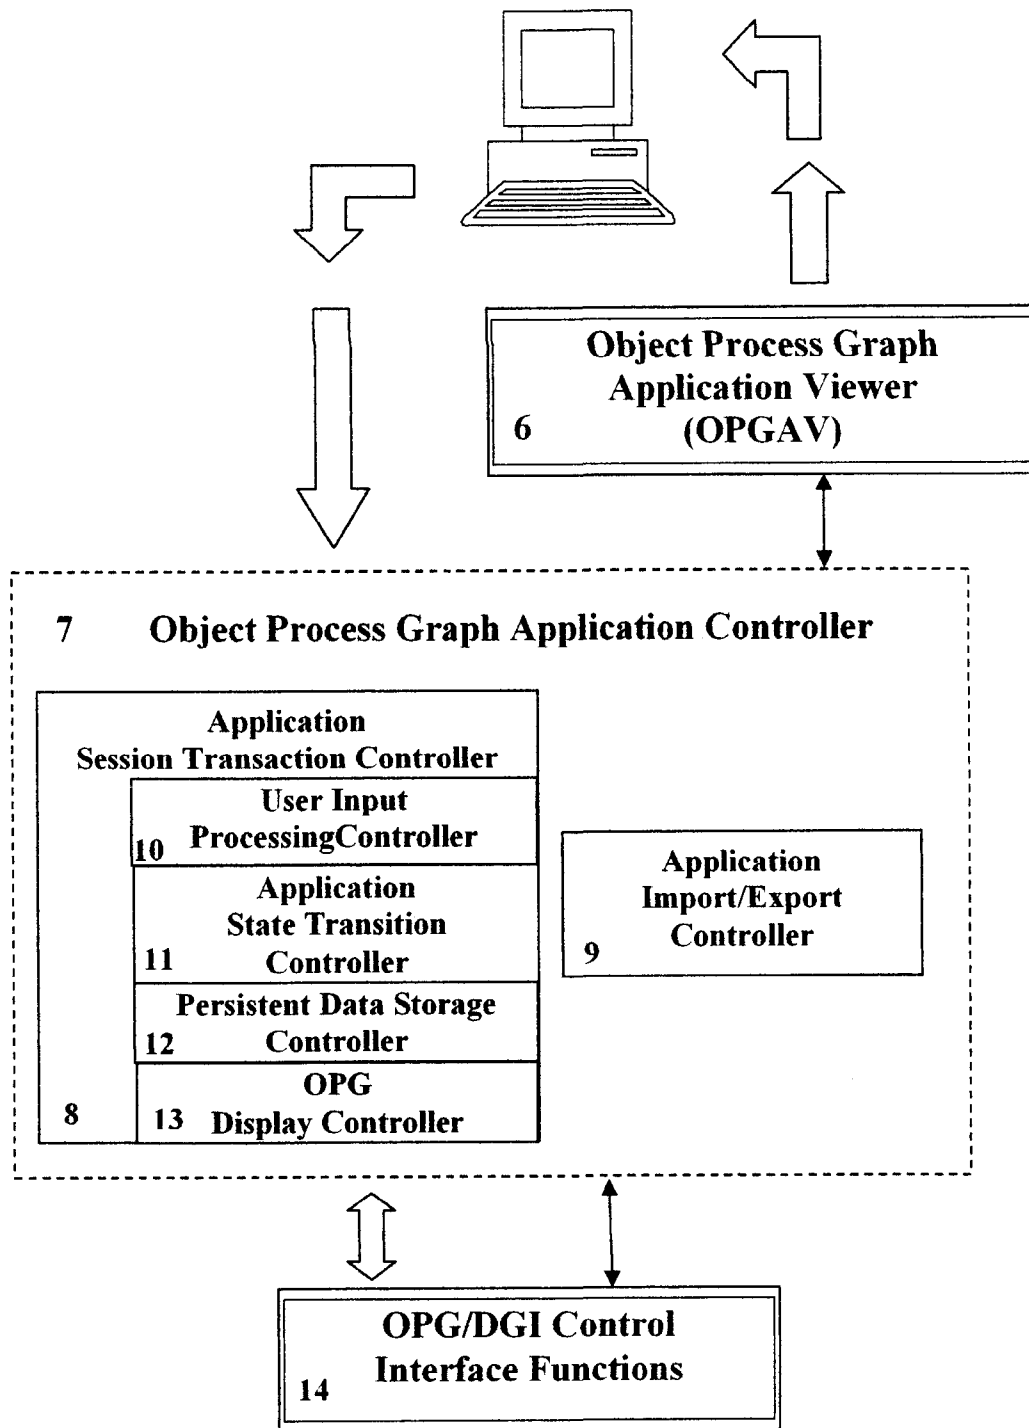 Object Process Graph
Application Viewer
6 (OPGAV)
7 Object Process Graph Application Controller
Application
Session Transaction Controller
User Input
10 ProcessingController
Application
State Transition
11 Controller
Persistent Data Storage
12 Controller
OPG
8 13 Display Controller
Application
Import/Export
9 Controller
OPG/DGI Control
Interface Functions
14